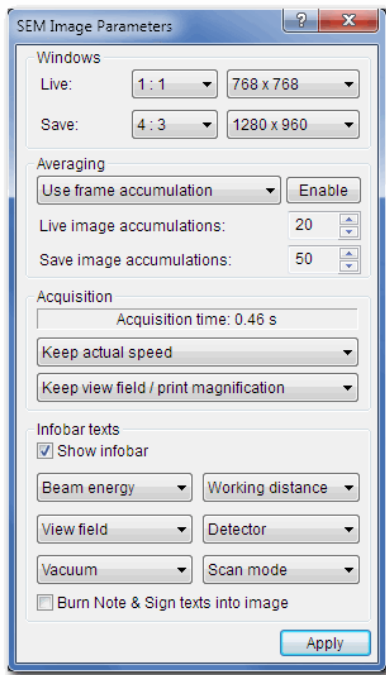 SEM Image Parameters
Windows
Live: 1 : 1 768 x 768
Save: 4 : 3 1280 x 960
Averaging
Use frame accumulation Enable
Live image accumulations: 20
Save image accumulations: 50
Acquisition
Acquisition time: 0.46 s
Keep actual speed
Keep view field / print magnification
Infobar texts
Show infobar
Beam energy Working distance
View field Detector
Vacuum Scan mode
Burn Note & Sign texts into image
Apply